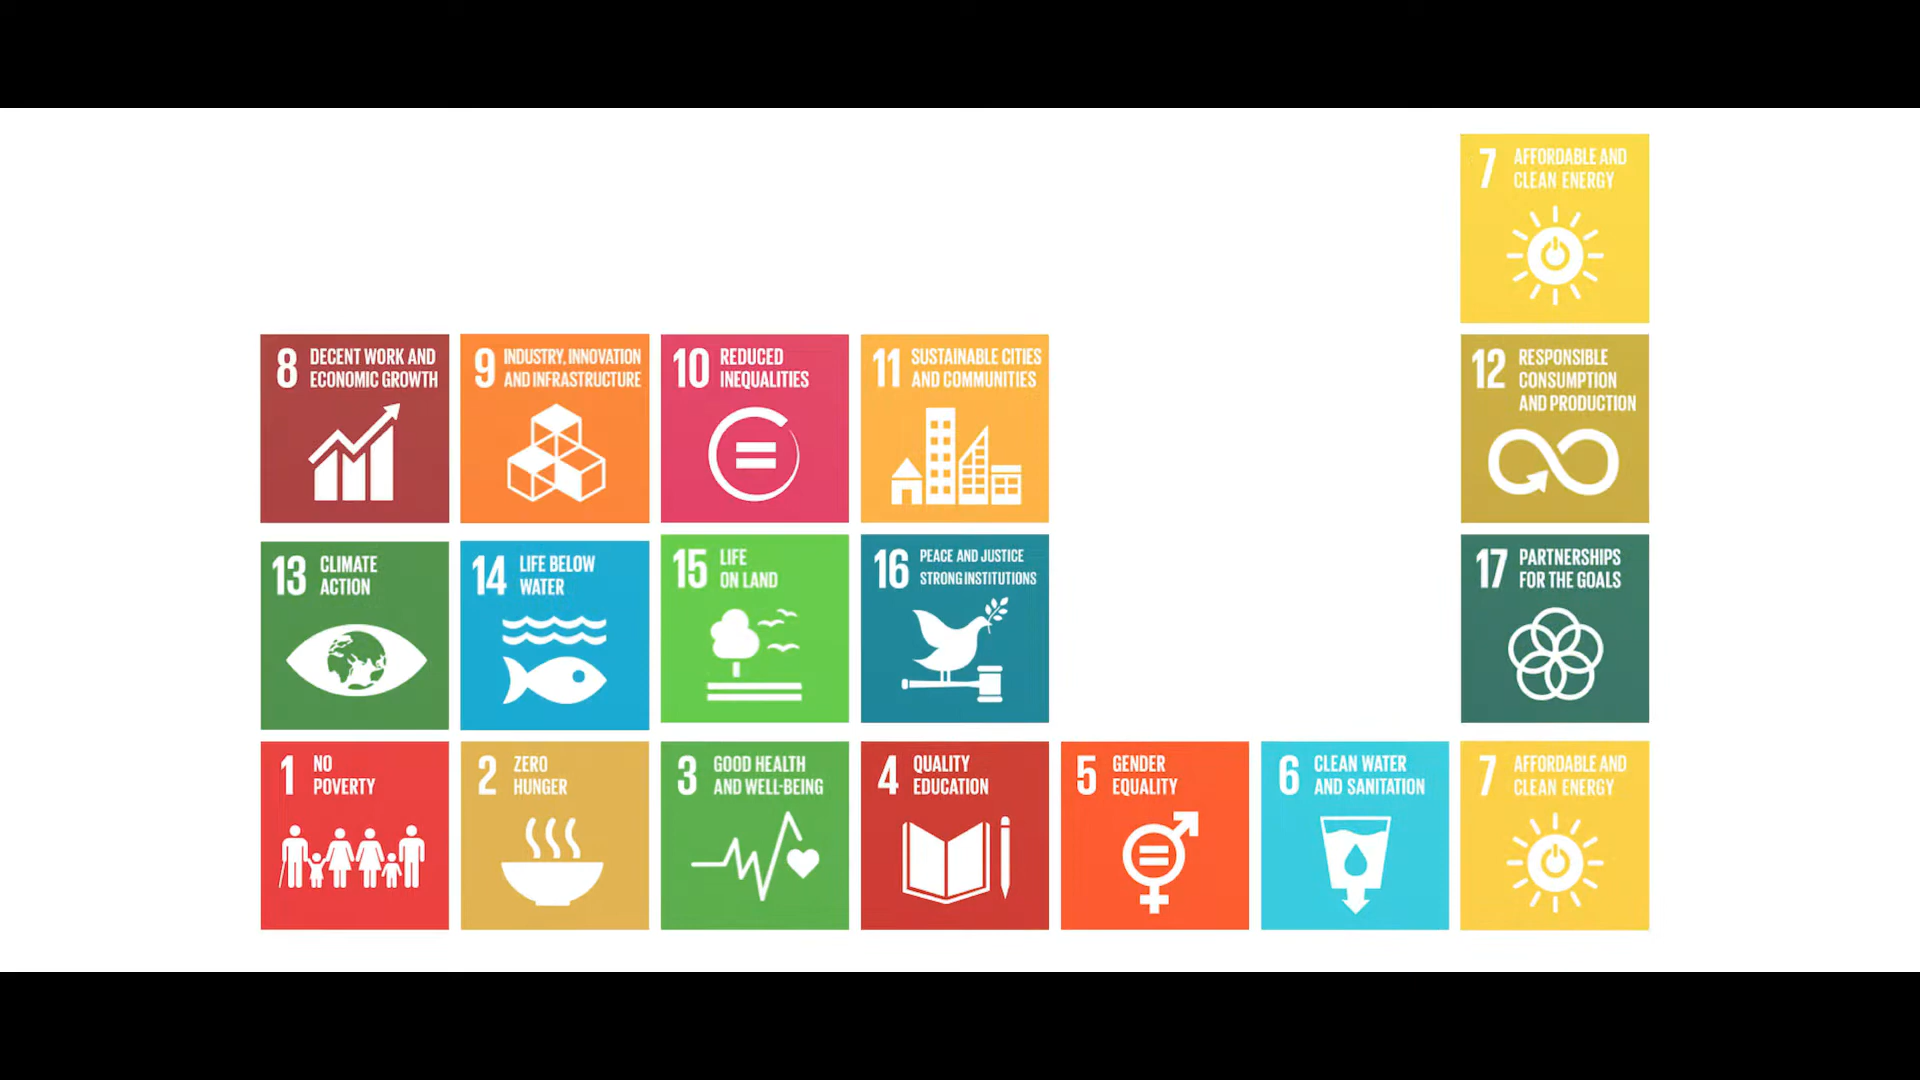 7 AFFORDABLE AND
CLEAN ENERGY
8 DECENT WORK AND
ECONOMIC GROWTH
9 INDUSTRY, INNOVATION
AND INFRASTRUCTURE
10 REDUCED
INEQUALITIES
11 SUSTAINABLE CITIES
AND COMMUNITIES
12 RESPONSIBLE
CONSUMPTION
AND PRODUCTION
13 CLIMATE
ACTION
14 LIFE BELOW
WATER
15 LIFE
ON LAND
16 PEACE AND JUSTICE
STRONG INSTITUTIONS
17 PARTNERSHIPS
FOR THE GOALS
1 NO
POVERTY
2 ZERO
HUNGER
3 GOOD HEALTH
AND WELL-BEING
4 QUALITY
EDUCATION
5 GENDER
EQUALITY
6 CLEAN WATER
AND SANITATION
7 AFFORDABLE AND
CLEAN ENERGY